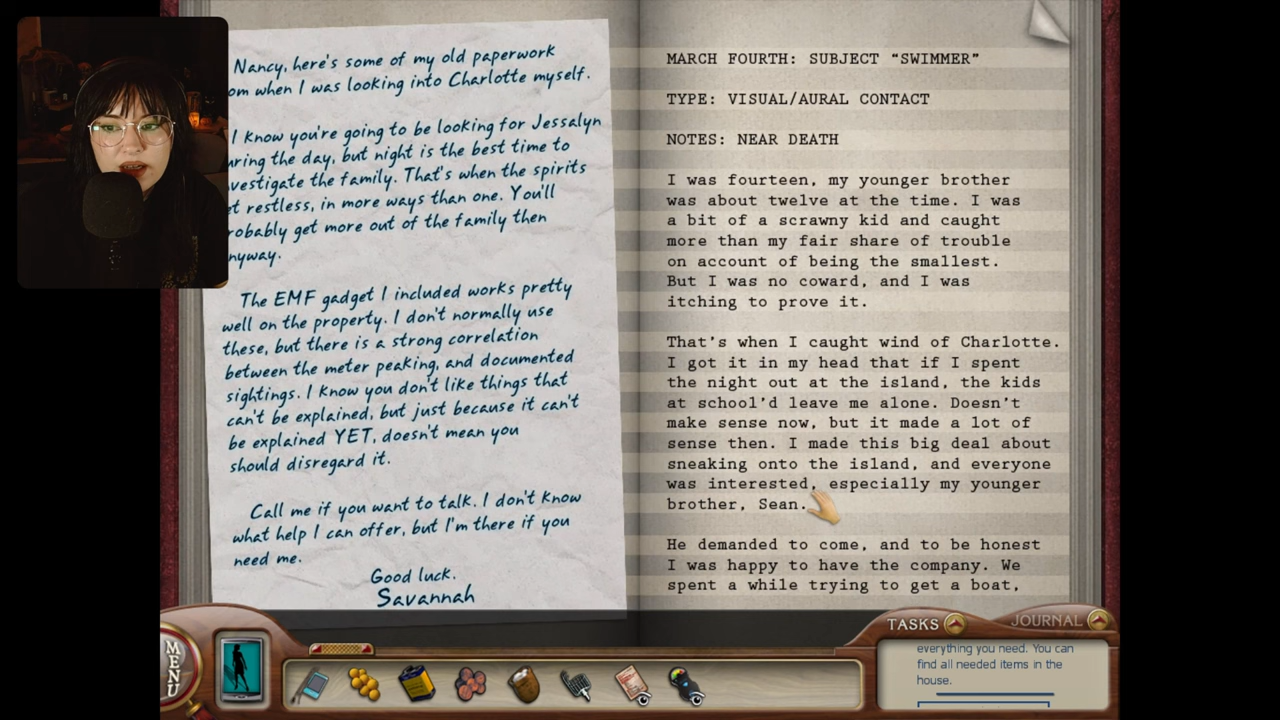 Nancy, here's some of my old paperwork
om when I was looking into Charlotte myself.
I know you're going to be looking for Jessalyn
uring the day, but night is the best time to
vestigate the family. That's when the spirits
et restless, in more ways than one. You'll
robably get more out of the family then
nyway.
The EMF gadget I included works pretty
well on the property. I don't normally use
these, but there is a strong correlation
between the meter peaking, and documented
sightings. I know you don't like things that
can't be explained, but just because it can't
be explained YET, doesn't mean you
should disregard it.
Call me if you want to talk. I don't know
what help I can offer, but I'm there if you
need me.
Good luck.
Savannah
MARCH FOURTH: SUBJECT “SWIMMER”
TYPE: VISUAL/AURAL CONTACT
NOTES: NEAR DEATH
I was fourteen, my younger brother
was about twelve at the time. I was
a bit of a scrawny kid and caught
more than my fair share of trouble
on account of being the smallest.
But I was no coward, and I was
itching to prove it.
That's when I caught wind of Charlotte.
I got it in my head that if I spent
the night out at the island, the kids
at school'd leave me alone. Doesn't
make sense now, but it made a lot of
sense then. I made this big deal about
sneaking onto the island, and everyone
was interested, especially my younger
brother, Sean.
He demanded to come, and to be honest
I was happy to have the company. We
spent a while trying to get a boat,
MENU
TASKS
JOURNAL
everything you need. You can
find all needed items in the
house.